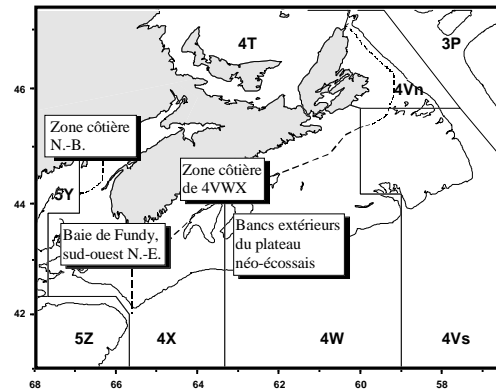 4T
3P
46
4Vn
Zone côtière
N.-B.
Zone côtière
de 4VWX
5Y
44
Baie de Fundy,
sud-ouest N.-E.
Bancs extérieurs
du plateau
néo-écossais
42
5Z
4X
4W
4Vs
68
66
64
62
60
58